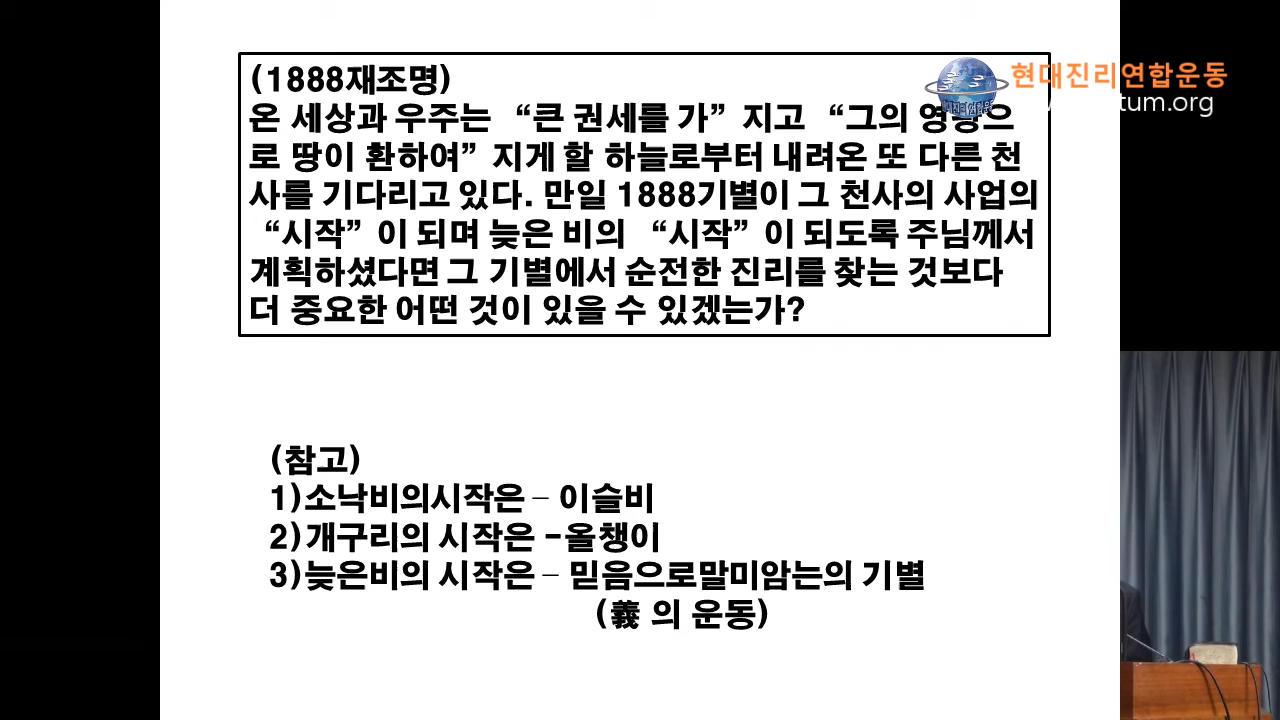 (1888재조명)
온 세상과 우주는 “큰 권세를 가” 지고 “그의 영광으
로 땅이 환하여” 지게 할 하늘로부터 내려온 또 다른 천
사를 기다리고 있다. 만일 1888기별이 그 천사의 사업의
“시작” 이 되며 늦은 비의 “시작” 이 되도록 주님께서
계획하셨다면 그 기별에서 순전한 진리를 찾는 것보다
더 중요한 어떤 것이 있을 수 있겠는가?
현대진리연합운동
tum.org
(참고)
1)소낙비의시작은 – 이슬비
2)개구리의 시작은 -올챙이
3)늦은비의 시작은 – 믿음으로말미암는의 기별
(義 의 운동)